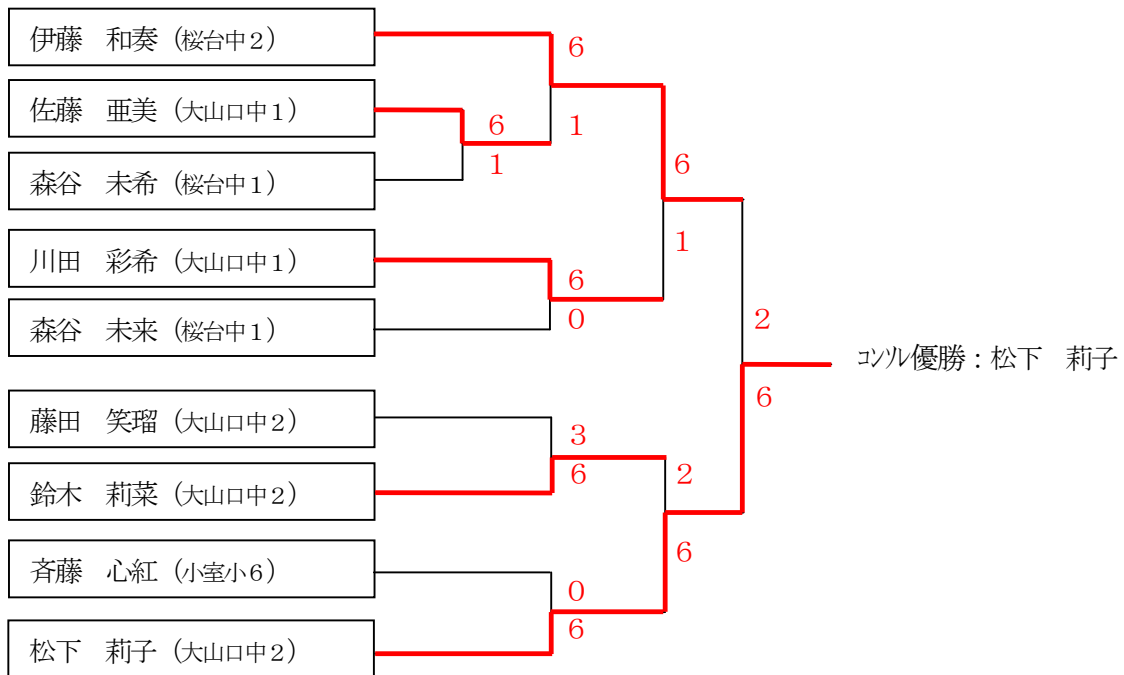 伊藤　和奏（桜台中２）
６
佐藤　亜美（大山口中１）
６
１
１
森谷　未希（桜台中１）
６
川田　彩希（大山口中１）
１
６
森谷　未来（桜台中１）
０
２
コンソル優勝：松下　莉子
６
藤田　笑瑠（大山口中２）
３
６
２
鈴木　莉菜（大山口中２）
斉藤　心紅（小室小６）
６
０
６
松下　莉子（大山口中２）